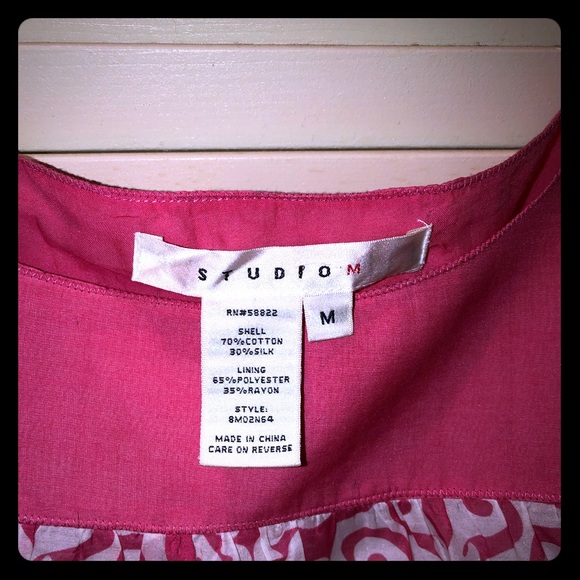 STUDIO M
M
RN#58822
SHELL
70%COTTON
30%SILK
LINING
65%POLYESTER
35%RAYON
STYLE:
8M02N64
MADE IN CHINA
CARE ON REVERSE